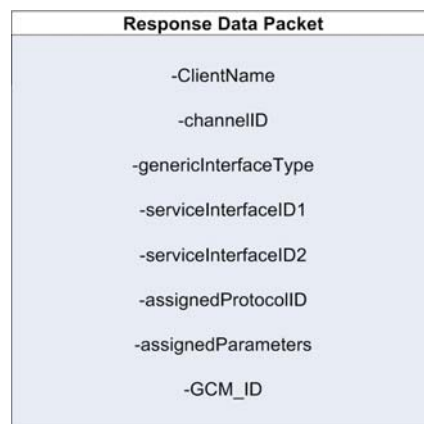 Response Data Packet
-ClientName
-channelID
-genericInterfaceType
-serviceInterfaceID1
-serviceInterfaceID2
-assignedProtocolID
-assignedParameters
-GCM_ID